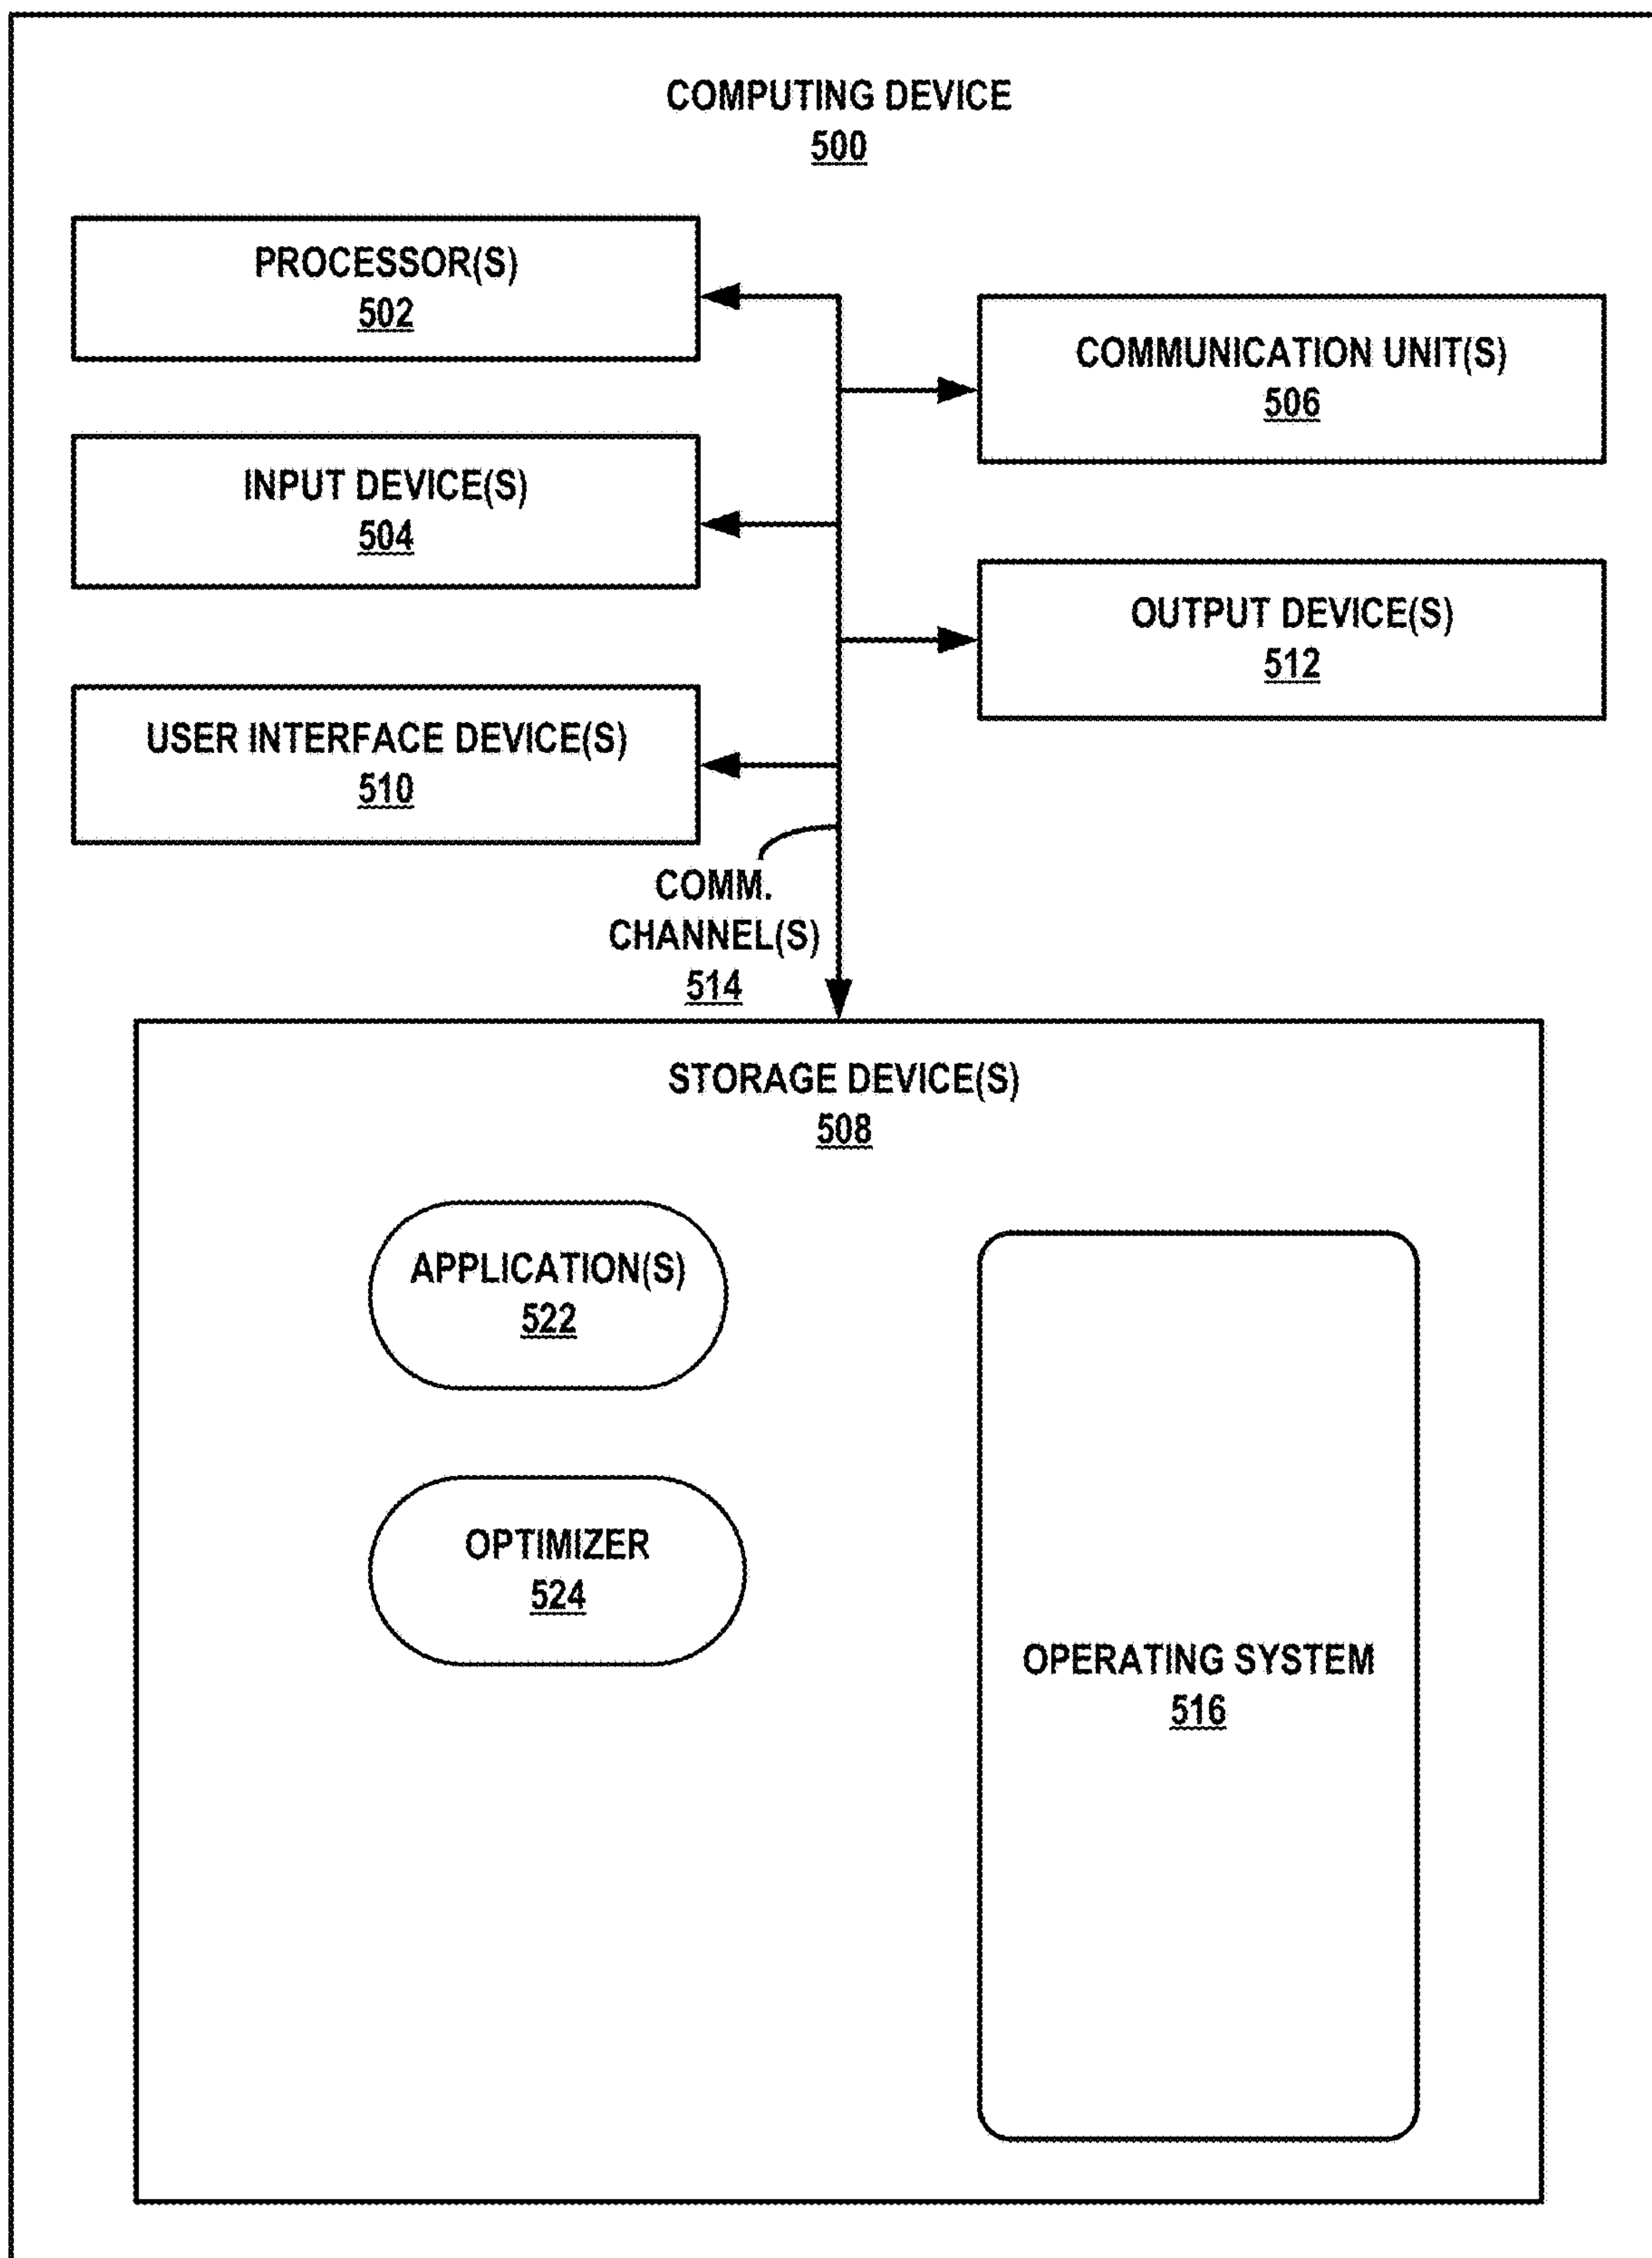 COMPUTING DEVICE
500
PROCESSOR(S)
502
COMMUNICATION UNIT(S)
506
INPUT DEVICE(S)
504
OUTPUT DEVICE(S)
512
USER INTERFACE DEVICE(S)
510
COMM.
CHANNEL(S)
514
STORAGE DEVICE(S)
508
APPLICATION(S)
522
OPTIMIZER
524
OPERATING SYSTEM
516